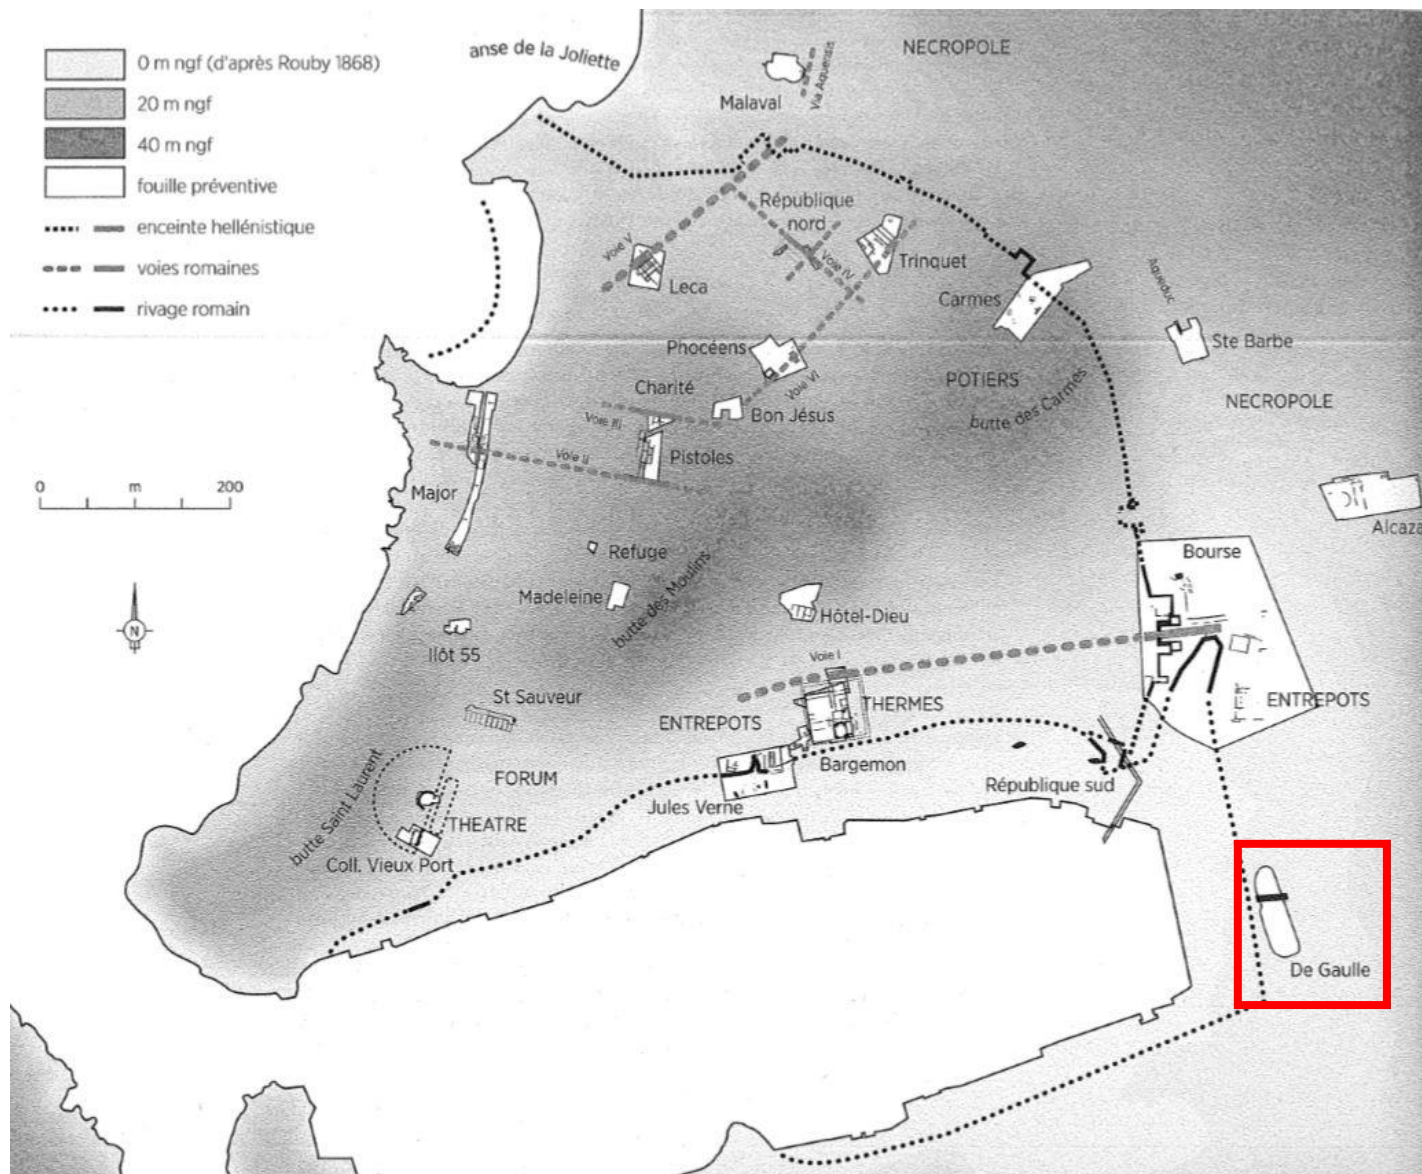 0 m ngf (d'après Rouby 1868)
20 m ngf
40 m ngf
fouille préventive
enceinte hellénistique
voies romaines
rivage romain
anse de la Joliette
NECROPOLE
Malaval
Via Aquensis
République
nord
Voie V
Leca
Voie IV
Trinquet
Carmes
Aqueduc
Ste Barbe
Phocéens
POTIERS
butte des Carmes
NECROPOLE
Charité
Voie VI
Bon Jésus
Voie III
Voie II
Pistoles
0 m 200
Major
Alcaza
Refuge
Bourse
Madeleine
butte des Moulins
Hôtel-Dieu
N
Ilôt 55
Voie I
St Sauveur
ENTREPOTS
THERMES
ENTREPOTS
FORUM
Bargemon
République sud
butte Saint Laurent
Jules Verne
THEATRE
Coll. Vieux Port
De Gaulle